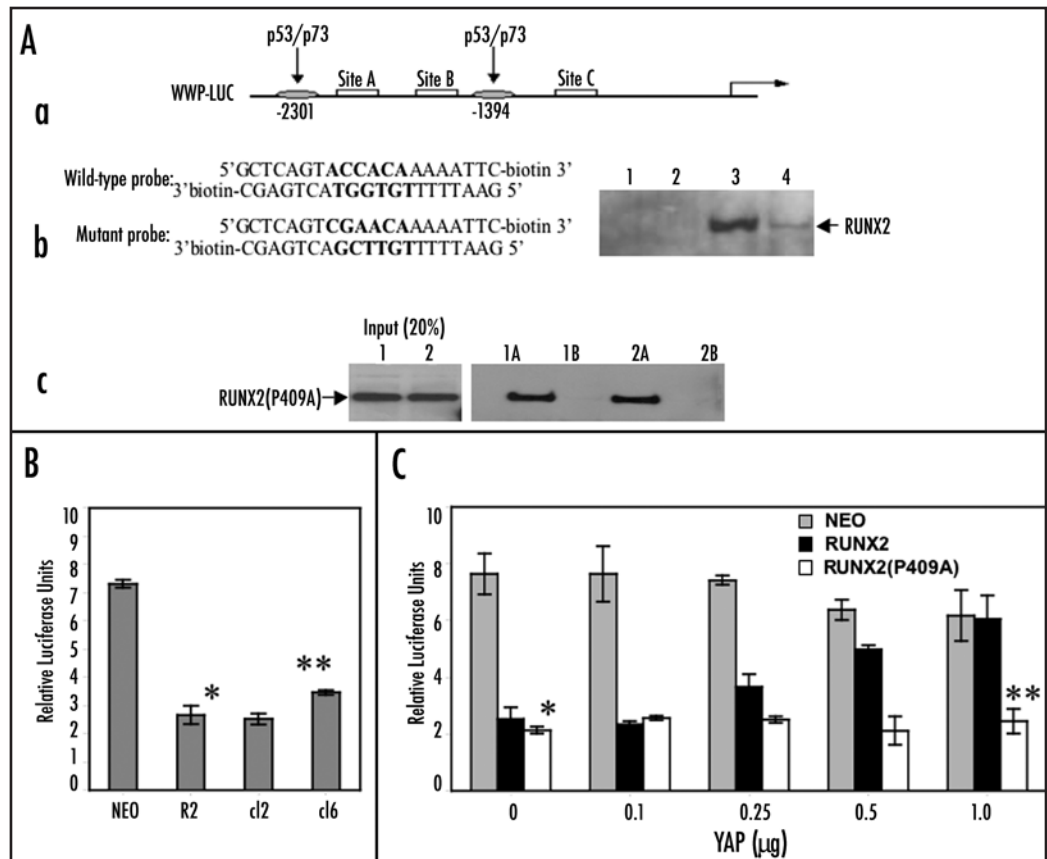 A
p53/p73 p53/p73
Site A Site B Site C
WWP-LUC
-2301 -1394
a
Wild-type probe: 5'GCTCAGTACCACAAAAATTC-biotin 3'
3'biotin-CGAGTCATGGTGTTTTTAAG 5'
b
Mutant probe: 5'GCTCAGTCGAACAAAAATTC-biotin 3'
3'biotin-CGAGTCAGCTTGTTTTTAAG 5'
1 2 3 4
RUNX2
c
Input (20%)
1 2 1A 1B 2A 2B
RUNX2(P409A)
B
Relative Luciferase Units
10
9
8
7
6
5
4
3
2
1
0
*
**
NEO R2 cl2 cl6
C
Relative Luciferase Units
10
8
6
4
2
0
NEO
RUNX2
RUNX2(P409A)
*
**
0 0.1 0.25 0.5 1.0
YAP (μg)